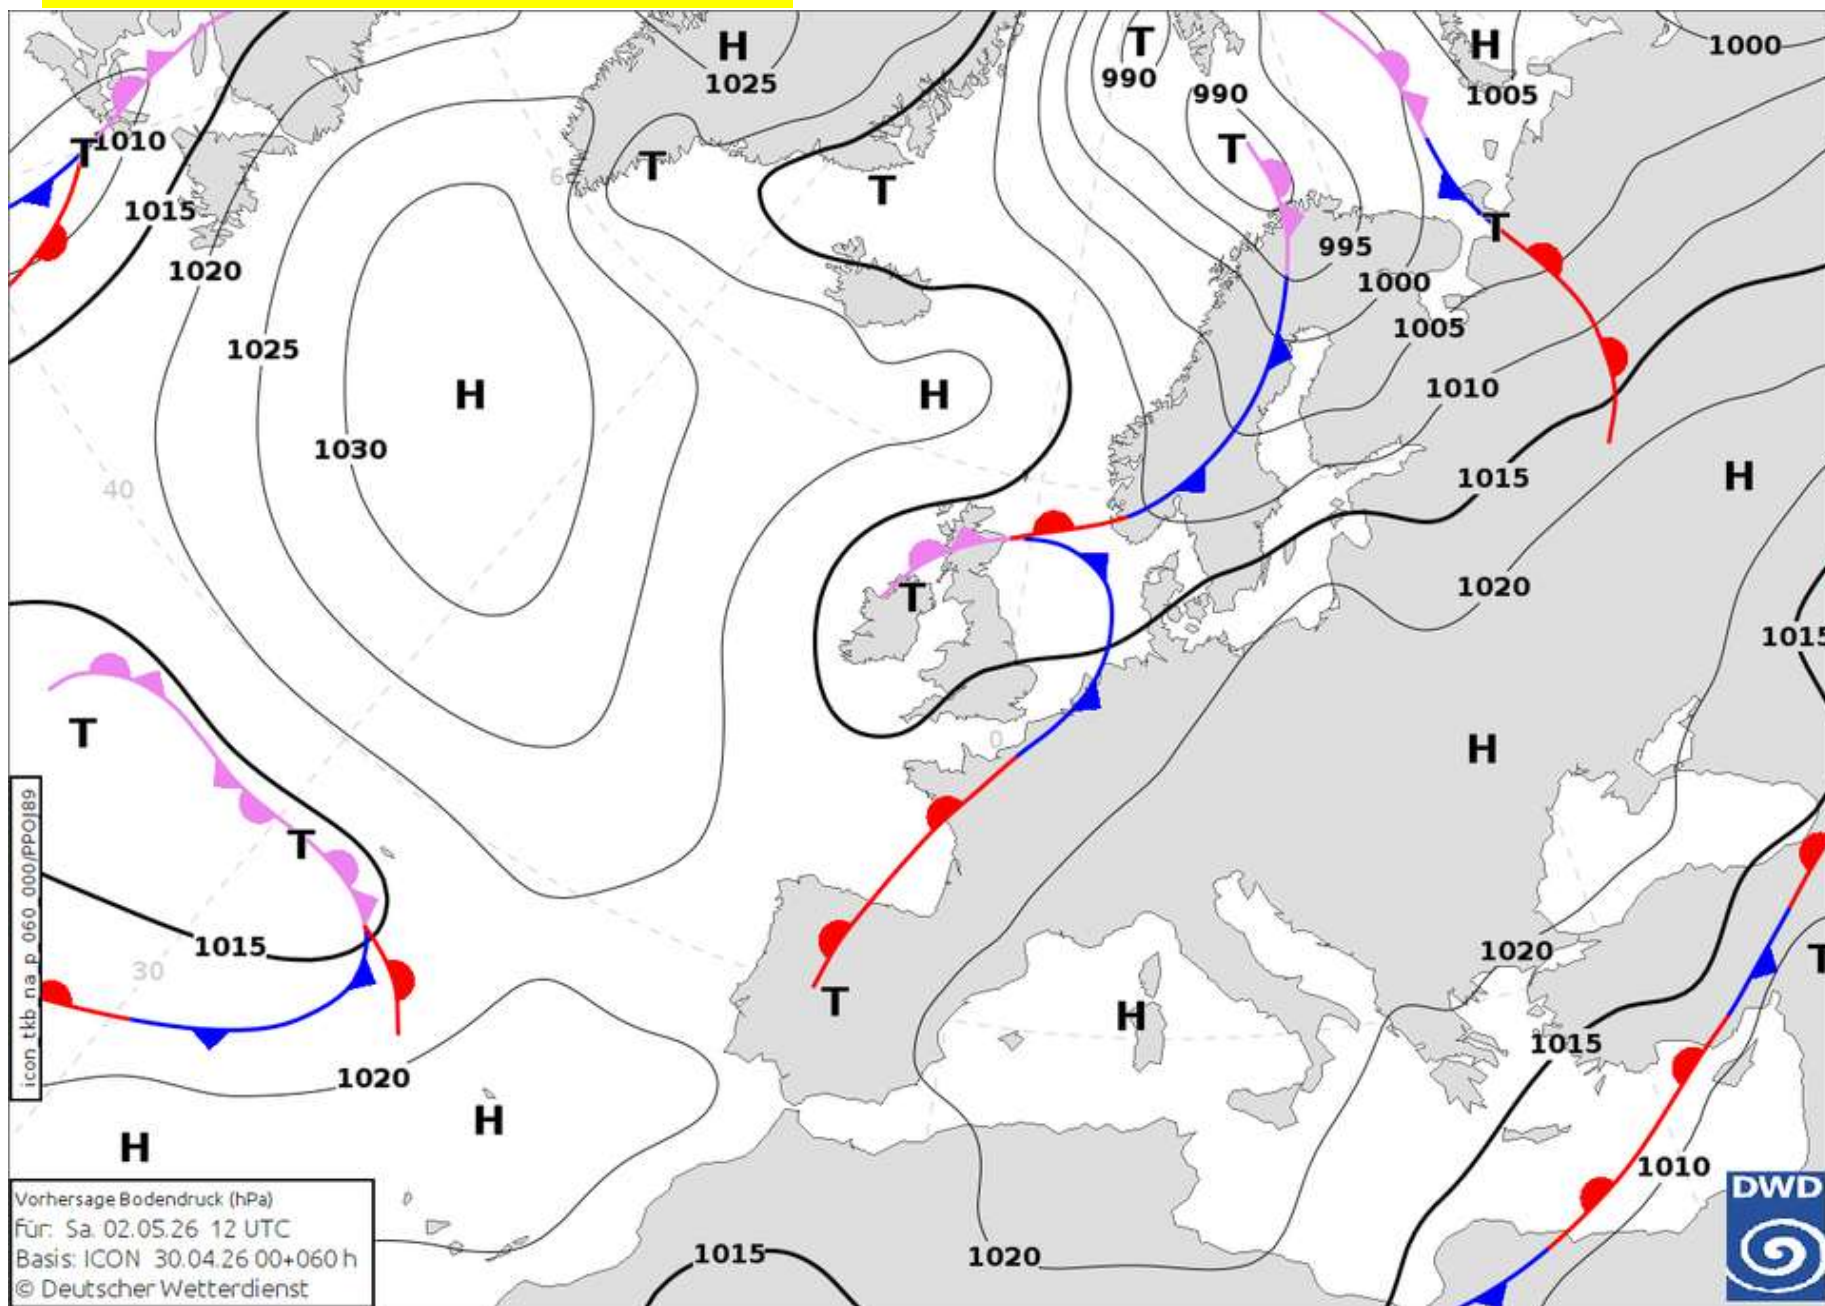 H
T
H
1000
1025
990
990
1005
T
1010
T
T
T
60
T
1015
T
995
1020
1000
1005
1025
H
H
1010
1030
1015
H
40
T
1020
1015
T
0
H
T
1015
1020
T
30
T
H
1015
1020
H
H
1010
1015
1020
DWD
icon_tkb_na_p_060_000/PPOJ89
Vorhersage Bodendruck (hPa)
für: Sa. 02.05.26 12 UTC
Basis: ICON 30.04.26 00+060 h
© Deutscher Wetterdienst